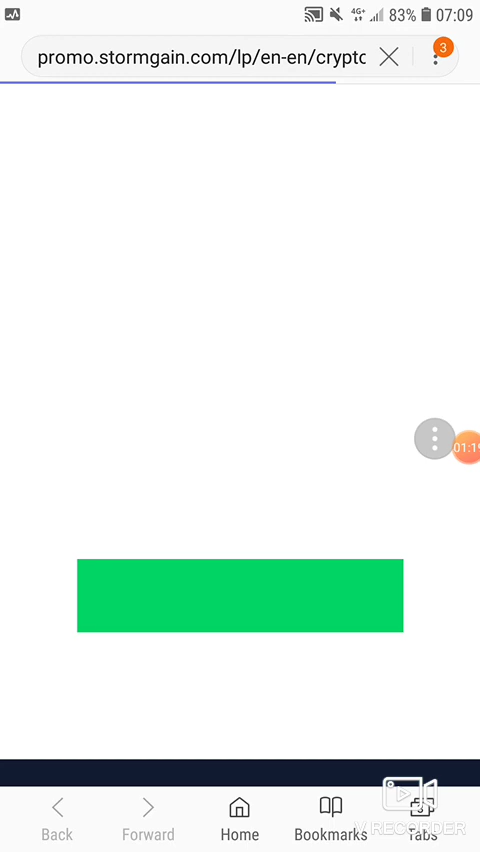 4G+ 83% 07:09
promo.stormgain.com/lp/en-en/crypto
3
01:19
Back Forward Home Bookmarks Tabs
V RECORDER